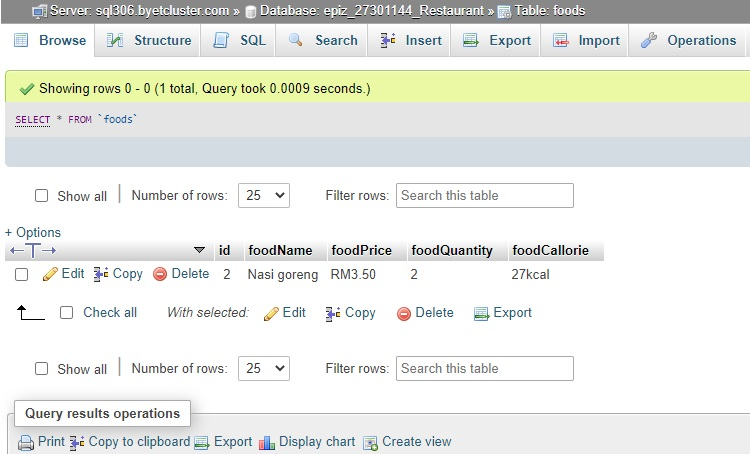 Server: sql306.byetcluster.com » Database: epiz_27301144_Restaurant » Table: foods
Browse Structure SQL Search Insert Export Import Operations
Showing rows 0 - 0 (1 total, Query took 0.0009 seconds.)
SELECT * FROM `foods`
Show all Number of rows: 25 Filter rows: Search this table
+ Options
id foodName foodPrice foodQuantity foodCallorie
Edit Copy Delete 2 Nasi goreng RM3.50 2 27kcal
Check all With selected: Edit Copy Delete Export
Show all Number of rows: 25 Filter rows: Search this table
Query results operations
Print Copy to clipboard Export Display chart Create view